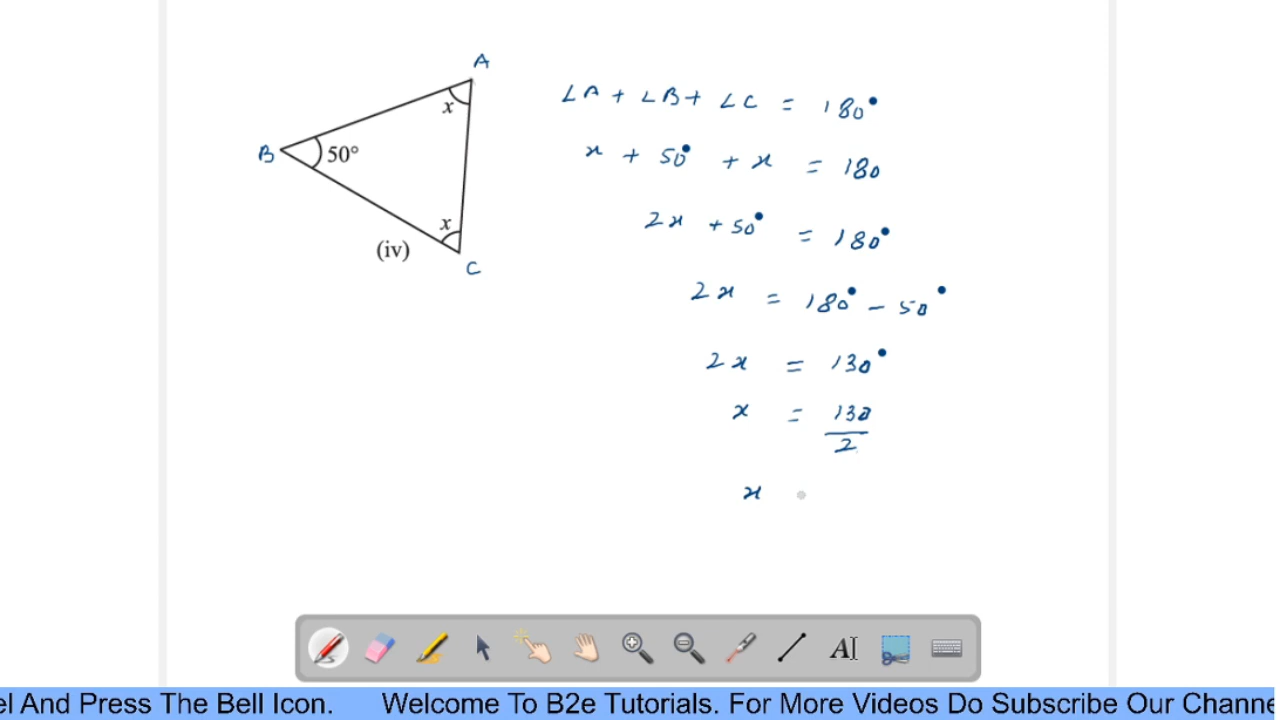 A
x
B
50°
x
(iv)
C
∠A + ∠B + ∠C = 180°
x + 50° + x = 180
2x + 50° = 180°
2x = 180° - 50°
2x = 130°
x = 130
2
x
AI
el And Press The Bell Icon. Welcome To B2e Tutorials. For More Videos Do Subscribe Our Channe